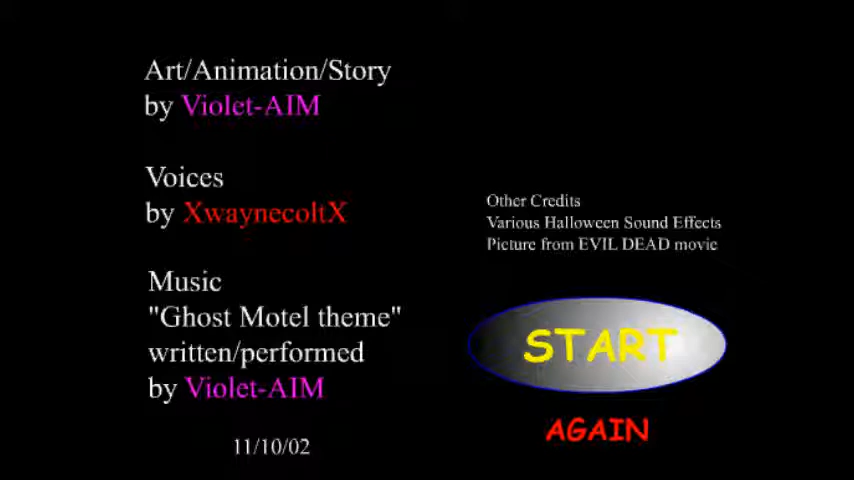 Art/Animation/Story
by Violet-AIM
Voices
by XwaynecoltX
Music
"Ghost Motel theme"
written/performed
by Violet-AIM
11/10/02
Other Credits
Various Halloween Sound Effects
Picture from EVIL DEAD movie
START
AGAIN